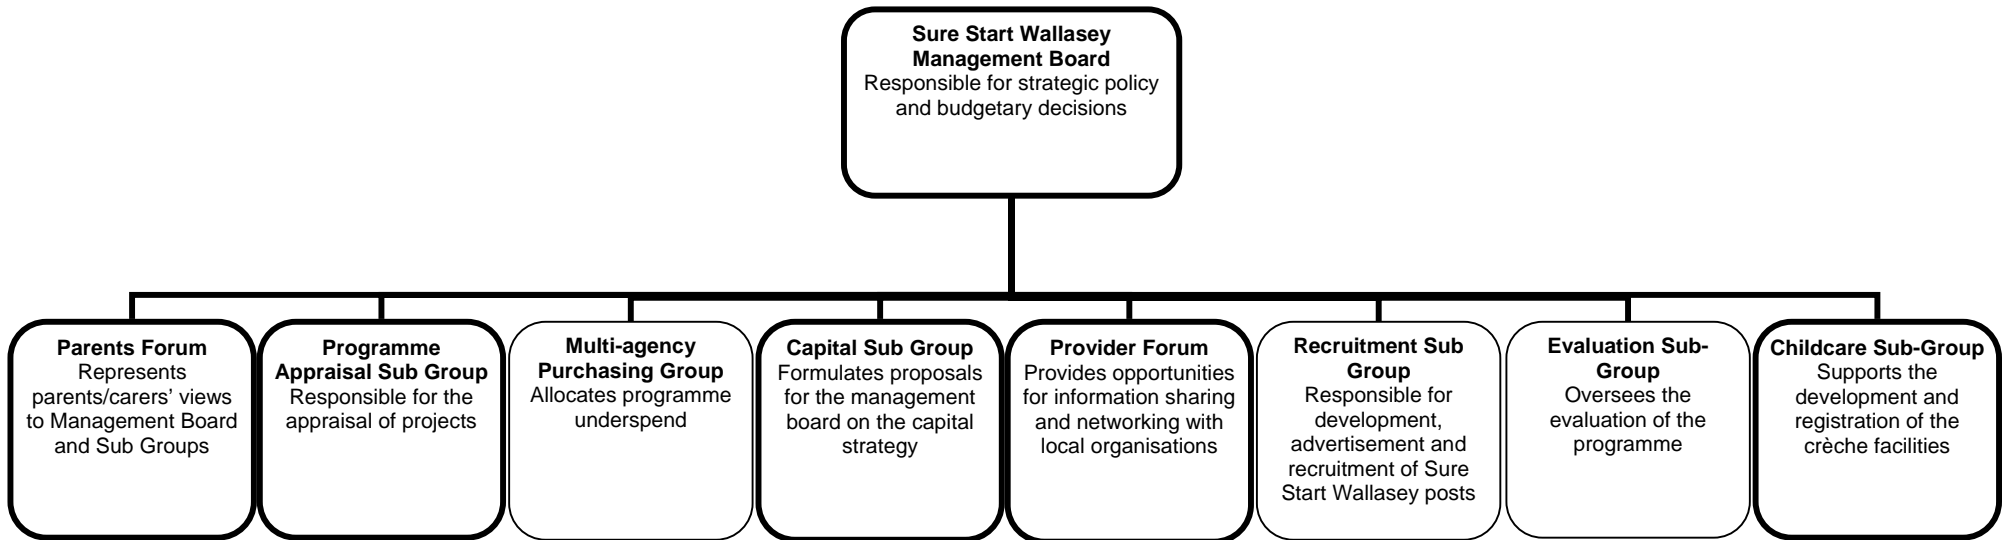 Sure Start Wallasey
Management Board
Responsible for strategic policy
and budgetary decisions
Parents Forum
Represents
parents/carers’ views
to Management Board
and Sub Groups
Programme
Appraisal Sub Group
Responsible for the
appraisal of projects
Multi-agency
Purchasing Group
Allocates programme
underspend
Capital Sub Group
Formulates proposals
for the management
board on the capital
strategy
Provider Forum
Provides opportunities
for information sharing
and networking with
local organisations
Recruitment Sub
Group
Responsible for
development,
advertisement and
recruitment of Sure
Start Wallasey posts
Evaluation Sub-
Group
Oversees the
evaluation of the
programme
Childcare Sub-Group
Supports the
development and
registration of the
crèche facilities